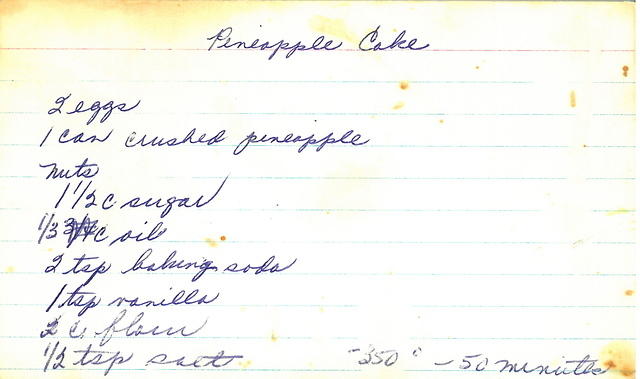 Pineapple Cake
2 eggs
1 can crushed pineapple
nuts
1 1/2 c sugar
1/3 c oil
2 tsp baking soda
1 tsp vanilla
2 c. flour
1/2 tsp salt -350° - 50 minutes